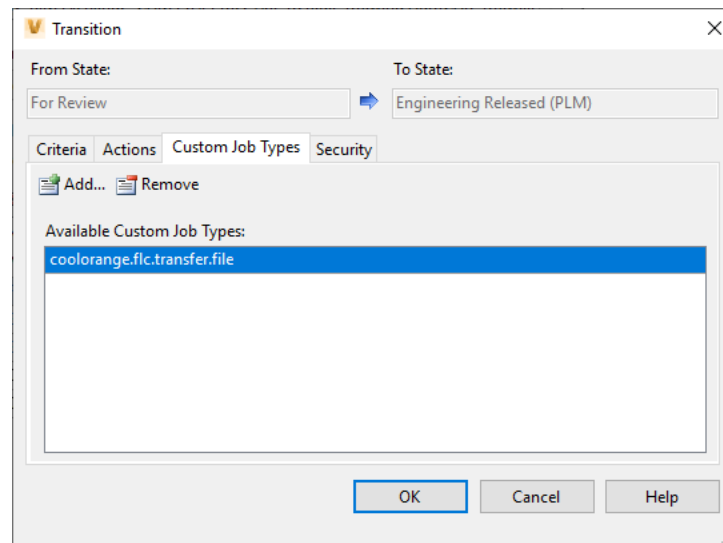 Transition
From State:
To State:
For Review
Engineering Released (PLM)
Criteria
Actions
Custom Job Types
Security
Add...
Remove
Available Custom Job Types:
coolorange.flc.transfer.file
OK
Cancel
Help